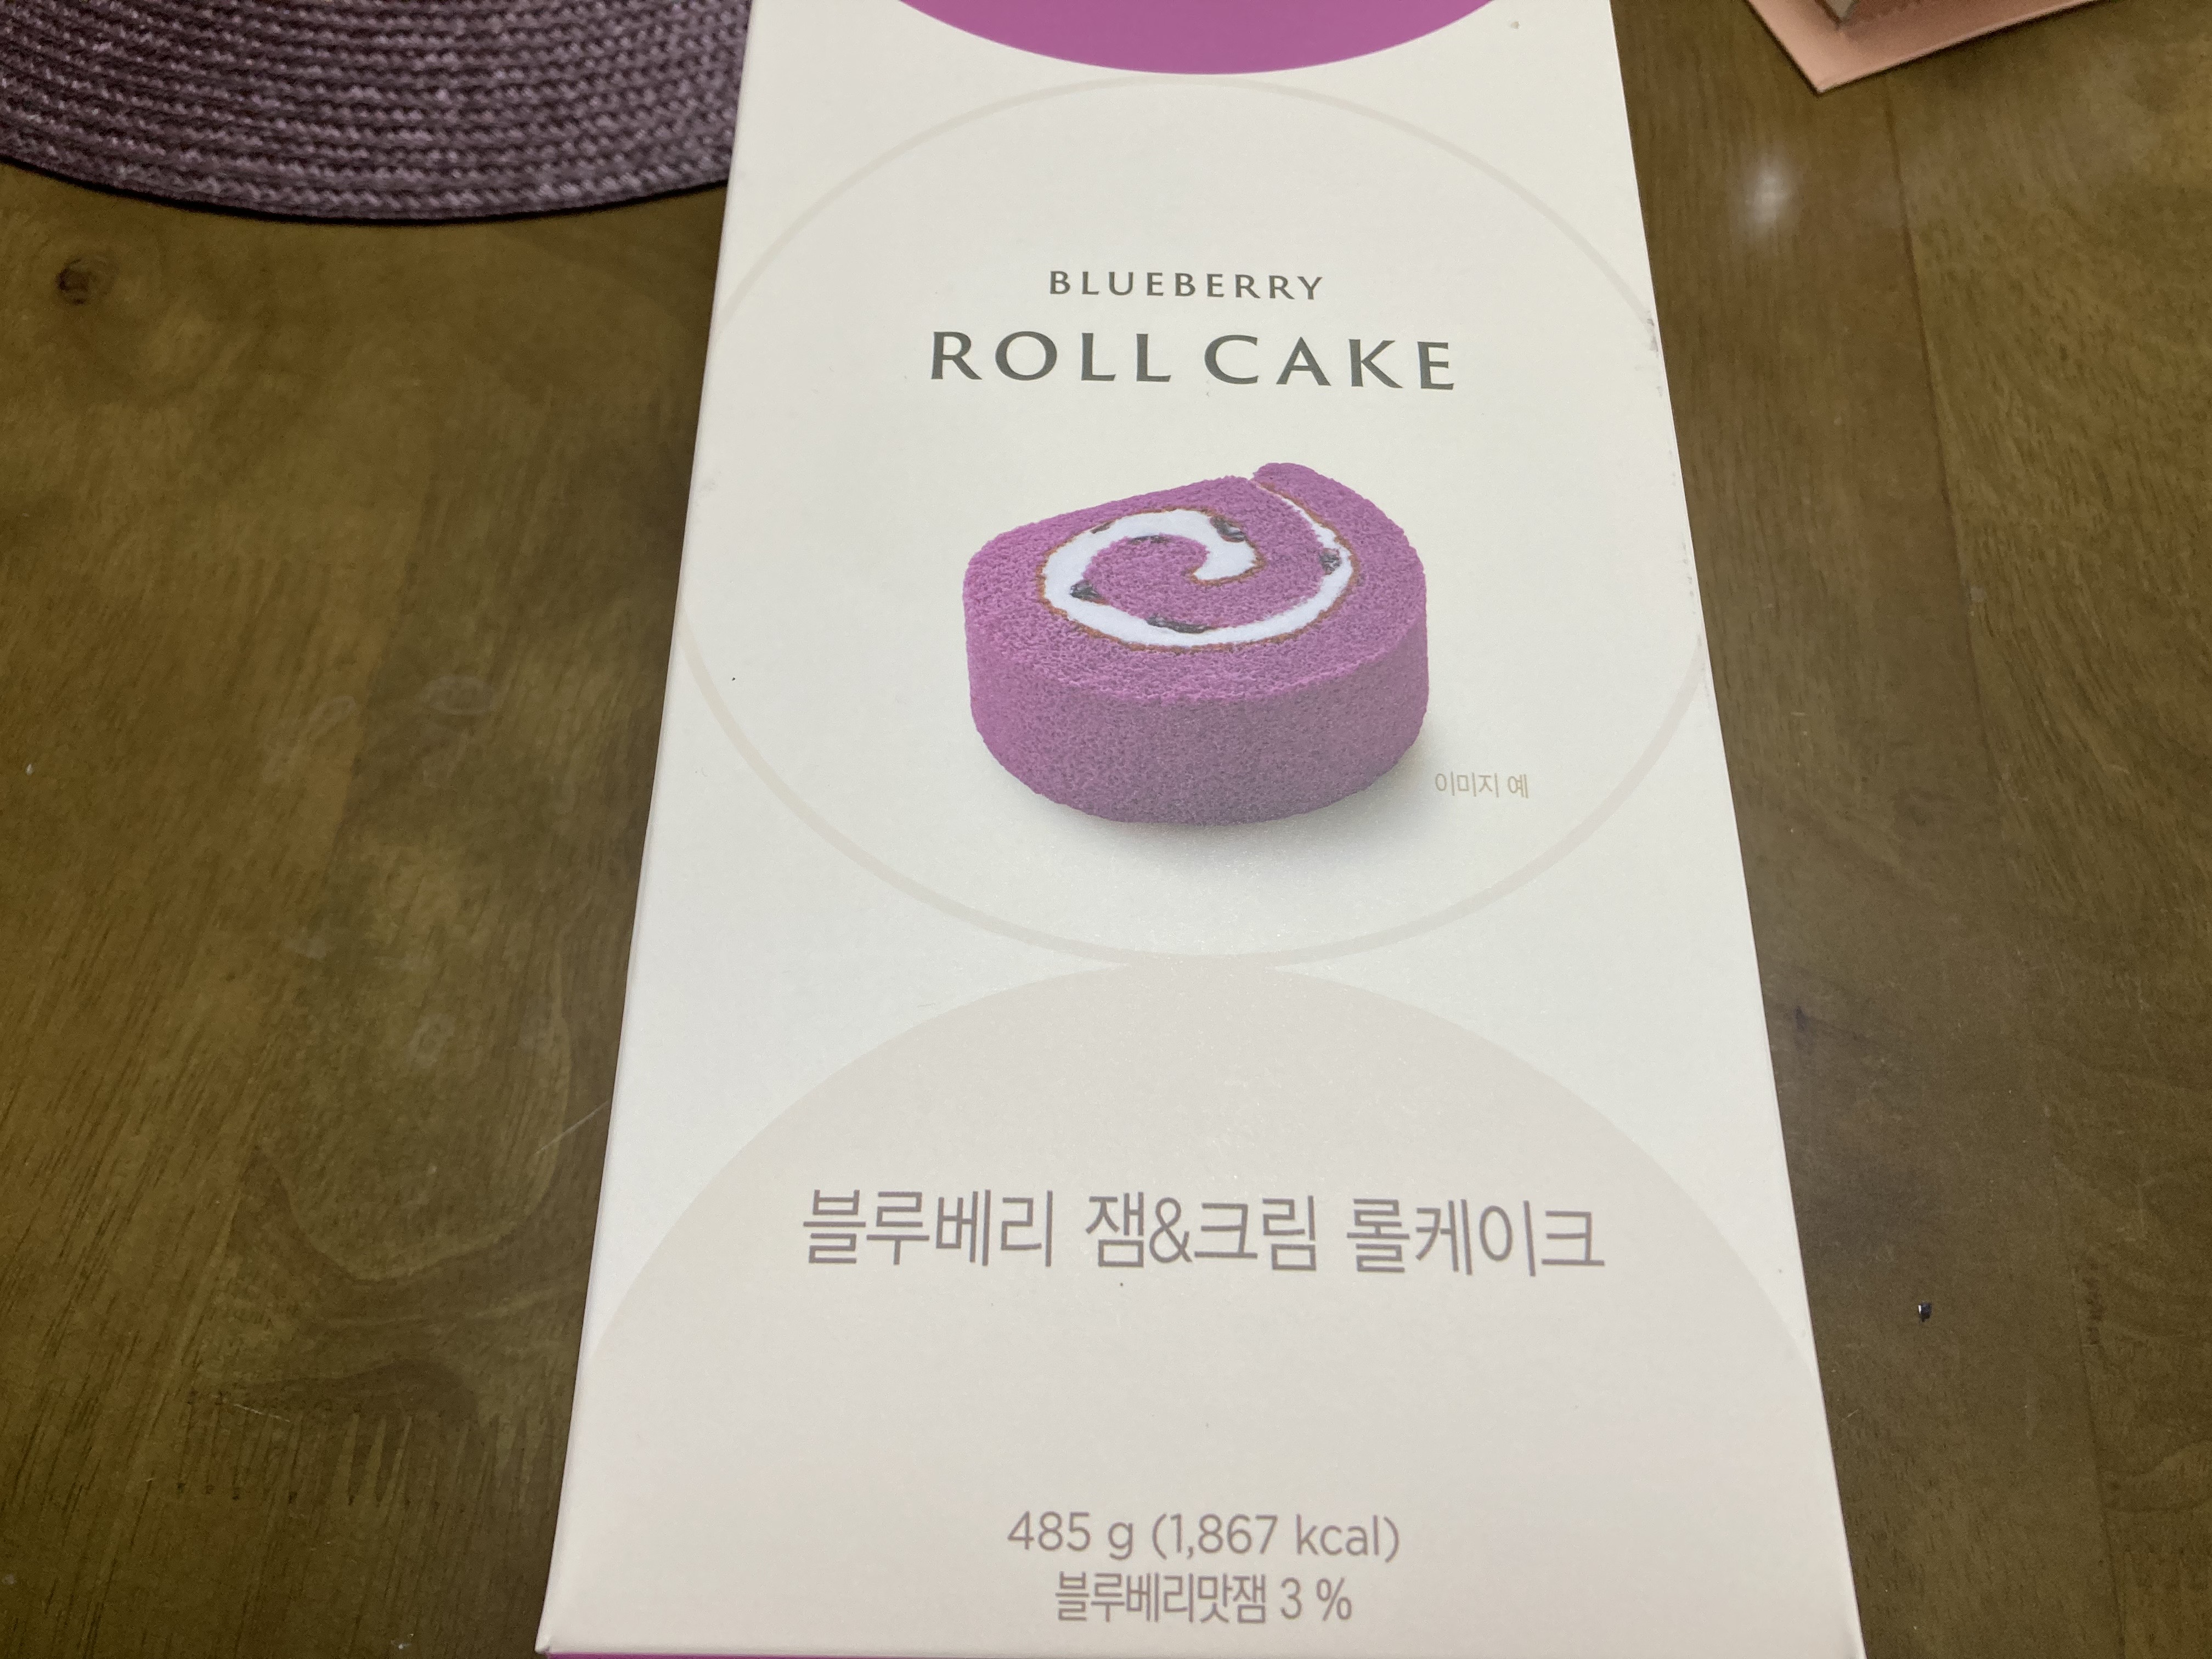 BLUEBERRY
ROLL CAKE
이미지 예
블루베리 잼&크림 롤케이크
485 g (1,867 kcal)
블루베리맛잼 3 %